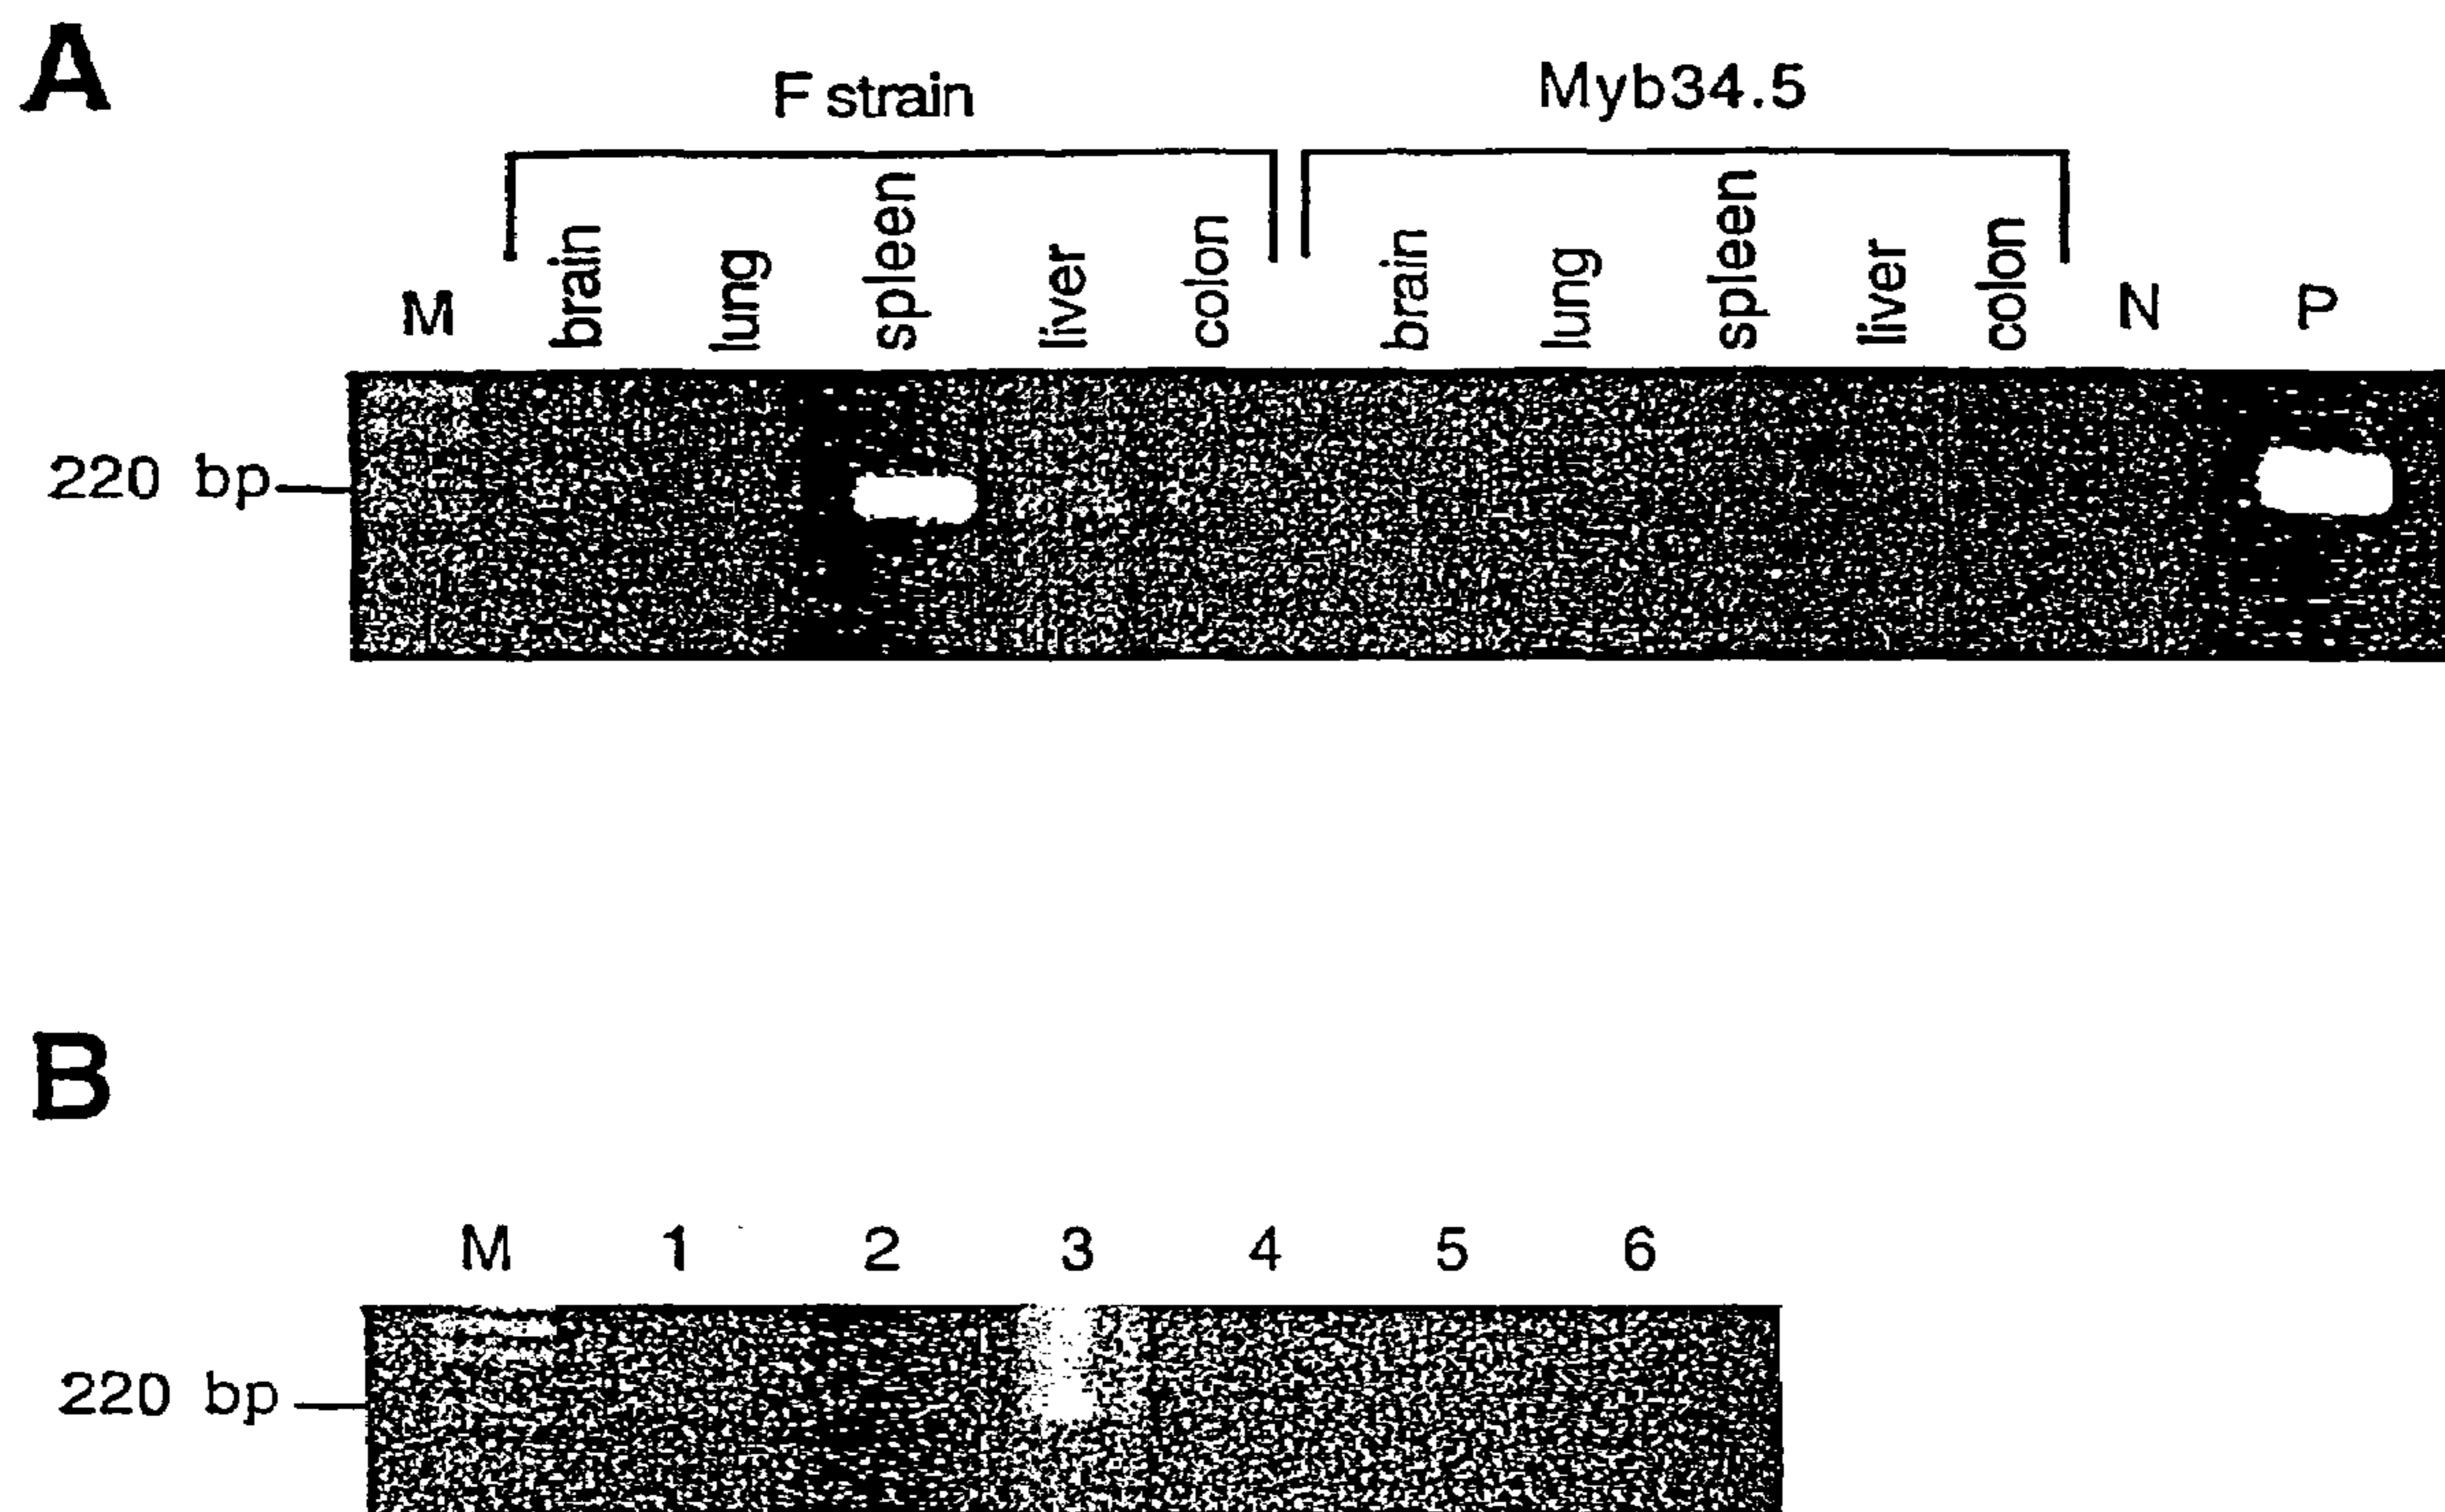 A
F strain Myb34.5
M brain lung spleen liver colon brain lung spleen liver colon N P
220 bp
B
M 1 2 3 4 5 6
220 bp